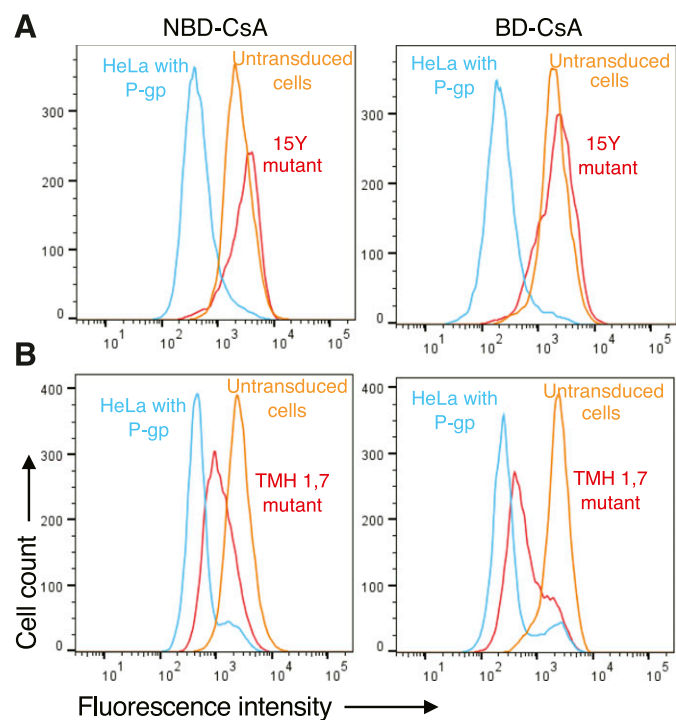 NBD-CsA
BD-CsA
A
HeLa with
P-gp
Untransduced
cells
15Y
mutant
300
200
100
0
10¹ 10² 10³ 10⁴ 10⁵
HeLa with
P-gp
Untransduced
cells
15Y
mutant
300
200
100
0
10¹ 10² 10³ 10⁴ 10⁵
B
HeLa with
P-gp
Untransduced
cells
TMH 1,7
mutant
400
300
200
100
0
10¹ 10² 10³ 10⁴ 10⁵
HeLa with
P-gp
Untransduced
cells
TMH 1,7
mutant
400
300
200
100
0
10¹ 10² 10³ 10⁴ 10⁵
Cell count
Fluorescence intensity